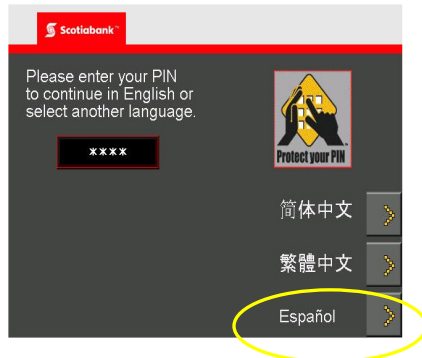 Scotiabank™
Please enter your PIN
to continue in English or
select another language.
****
Protect your PIN
简体中文
繁體中文
Español